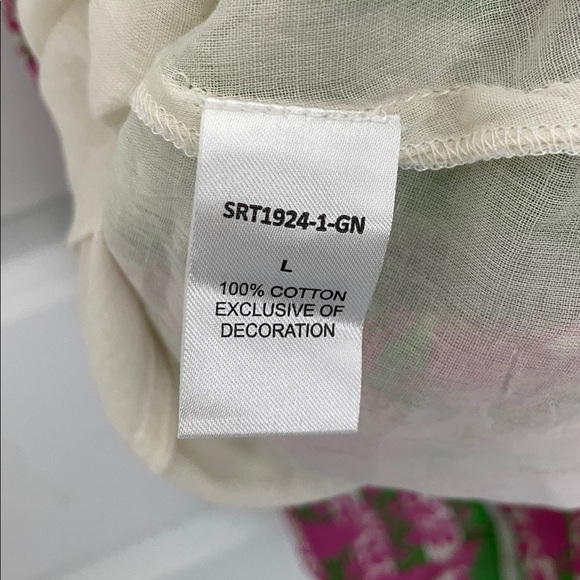 SRT1924-1-GN
L
100% COTTON
EXCLUSIVE OF
DECORATION